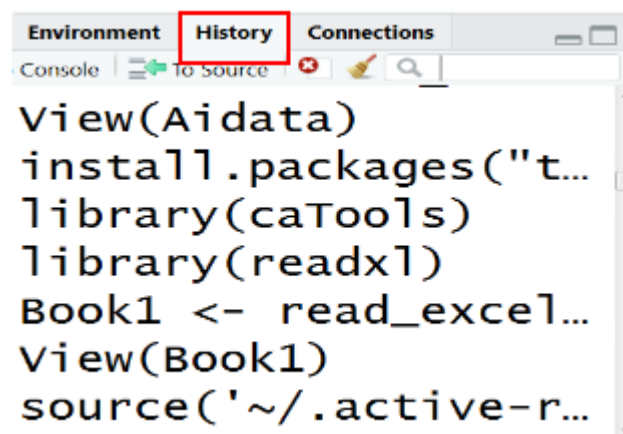 Environment History Connections
Console To Source
View(Aidata)
install.packages("t…
library(caTools)
library(readxl)
Book1 <- read_excel…
View(Book1)
source('~/.active-r…